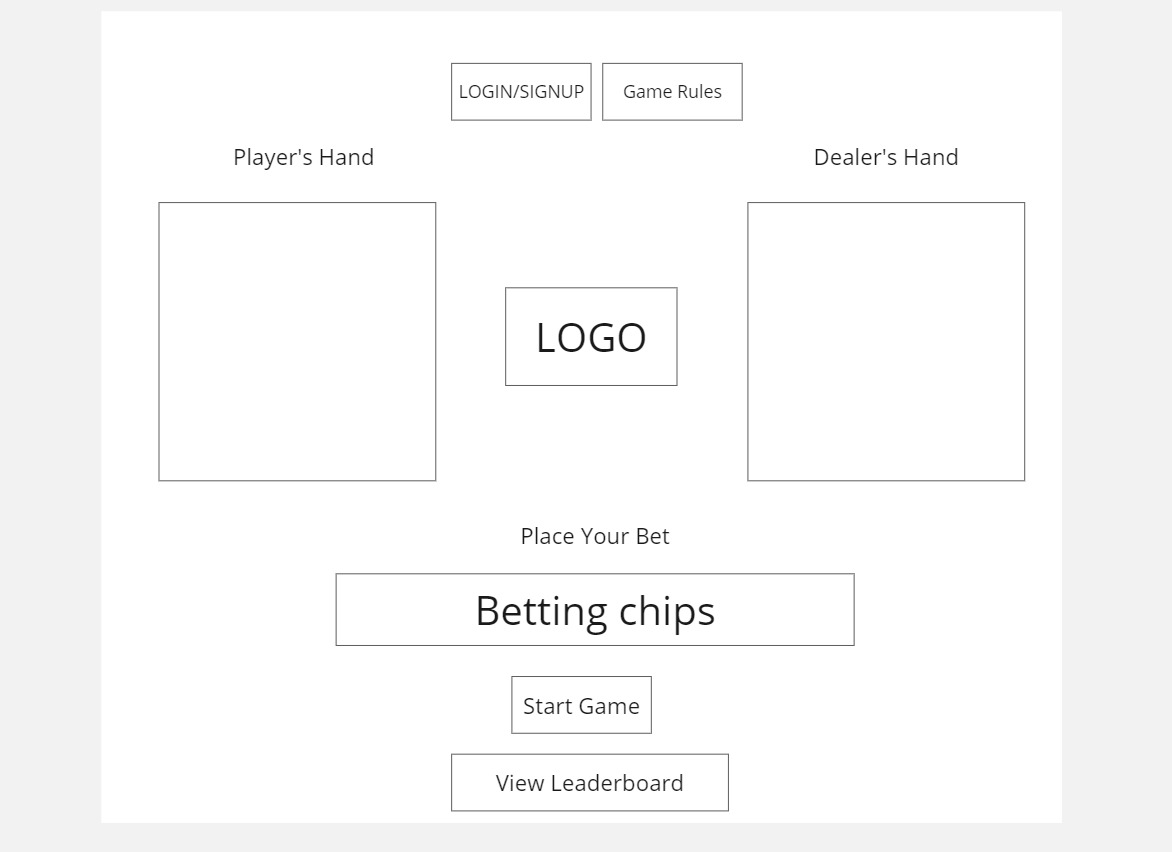 LOGIN/SIGNUP
Game Rules
Player's Hand
Dealer's Hand
LOGO
Place Your Bet
Betting chips
Start Game
View Leaderboard